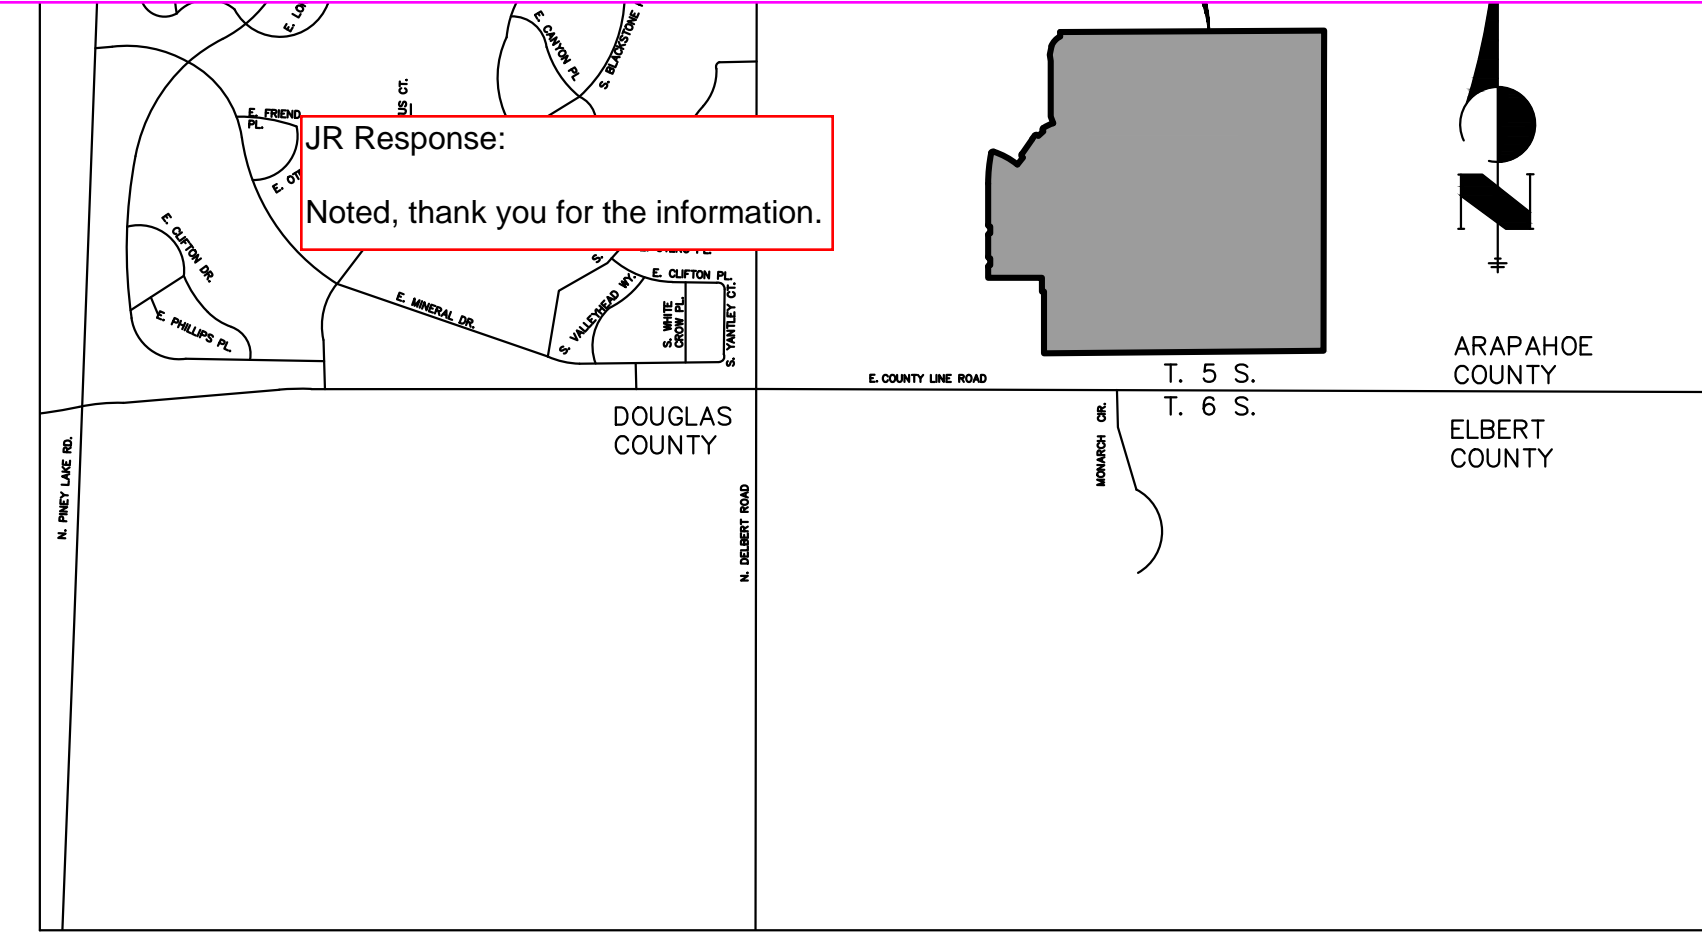 E. CANYON PL
S. BLACKSTONE
US CT.
E. FRIEND
PL.
JR Response:
Noted, thank you for the information.
E. CLIFTON DR.
E. PHILLIPS PL.
E. MINERAL DR.
S. VALLEYHEAD WY.
E. CLIFTON PL.
S. WHITE
CROW PL.
S. YANTLEY CT.
N
ARAPAHOE
COUNTY
E. COUNTY LINE ROAD
T. 5 S.
T. 6 S.
DOUGLAS
COUNTY
MONARCH CIR.
ELBERT
COUNTY
N. PINEY LAKE RD.
N. DELBERT ROAD